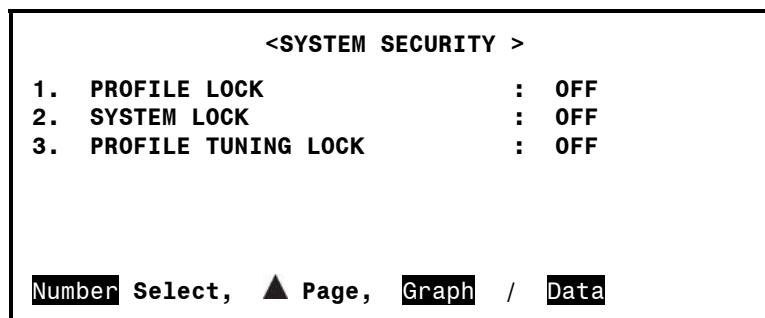 <SYSTEM SECURITY >
1. PROFILE LOCK : OFF
2. SYSTEM LOCK : OFF
3. PROFILE TUNING LOCK : OFF
Number Select, ▲ Page, Graph / Data